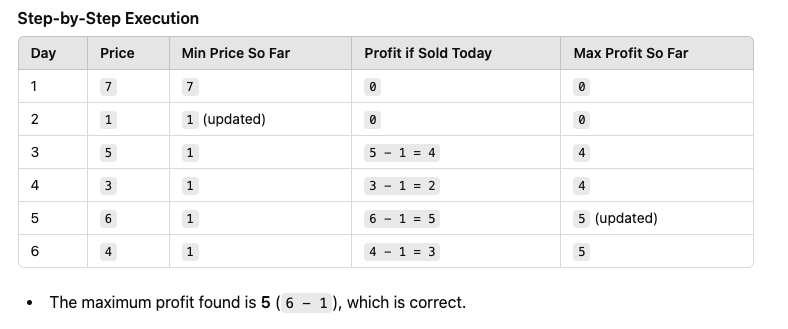 Step-by-Step Execution
Day Price Min Price So Far Profit if Sold Today Max Profit So Far
1 7 7 0 0
2 1 1 (updated) 0 0
3 5 1 5 - 1 = 4 4
4 3 1 3 - 1 = 2 4
5 6 1 6 - 1 = 5 5 (updated)
6 4 1 4 - 1 = 3 5
• The maximum profit found is 5 (6 - 1), which is correct.